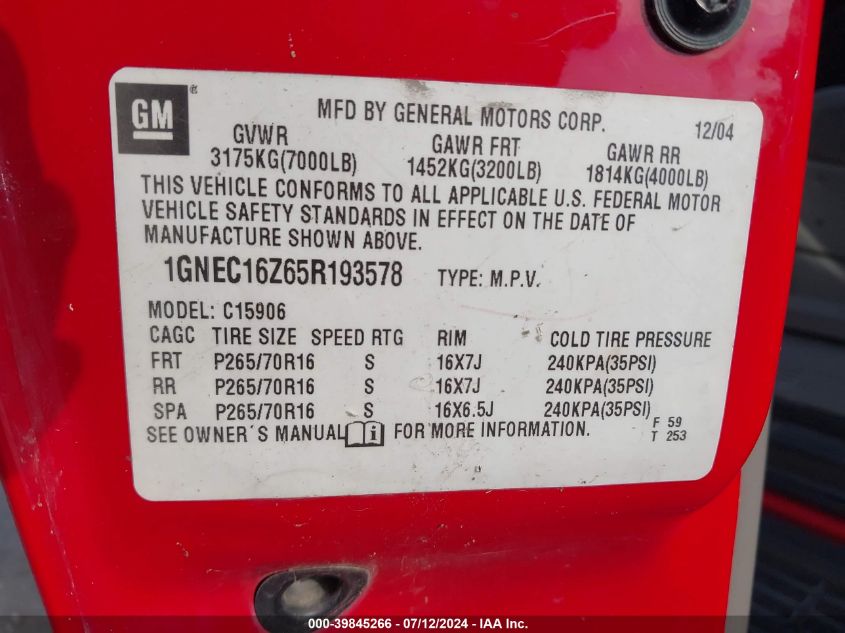 GM®
MFD BY GENERAL MOTORS CORP. 12/04
GVWR GAWR FRT GAWR RR
3175KG(7000LB) 1452KG(3200LB) 1814KG(4000LB)
THIS VEHICLE CONFORMS TO ALL APPLICABLE U.S. FEDERAL MOTOR
VEHICLE SAFETY STANDARDS IN EFFECT ON THE DATE OF
MANUFACTURE SHOWN ABOVE.
1GNEC16Z65R193578 TYPE: M.P.V.
MODEL: C15906
CAGC TIRE SIZE SPEED RTG RIM COLD TIRE PRESSURE
FRT P265/70R16 S 16X7J 240KPA(35PSI)
RR P265/70R16 S 16X7J 240KPA(35PSI)
SPA P265/70R16 S 16X6.5J 240KPA(35PSI)
SEE OWNER'S MANUAL i FOR MORE INFORMATION.
F 59
T 253
000-39845266 - 07/12/2024 - IAA Inc.